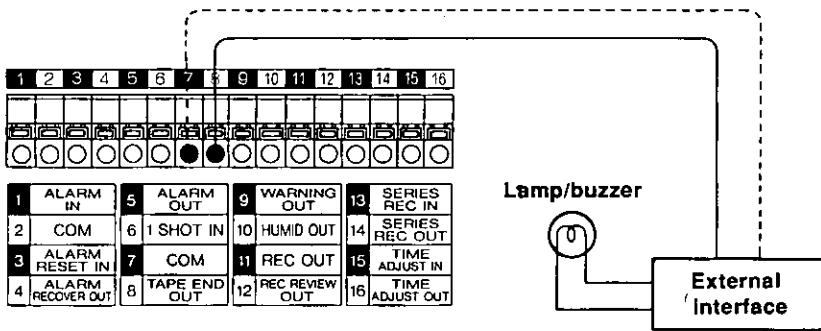 1 2 3 4 5 6 7 8 9 10 11 12 13 14 15 16
1 ALARM IN
5 ALARM OUT
9 WARNING OUT
13 SERIES REC IN
2 COM
6 1 SHOT IN
10 HUMID OUT
14 SERIES REC OUT
3 ALARM RESET IN
7 COM
11 REC OUT
15 TIME ADJUST IN
4 ALARM RECOVER OUT
8 TAPE END OUT
12 REC REVIEW OUT
16 TIME ADJUST OUT
Lamp/buzzer
External
interface